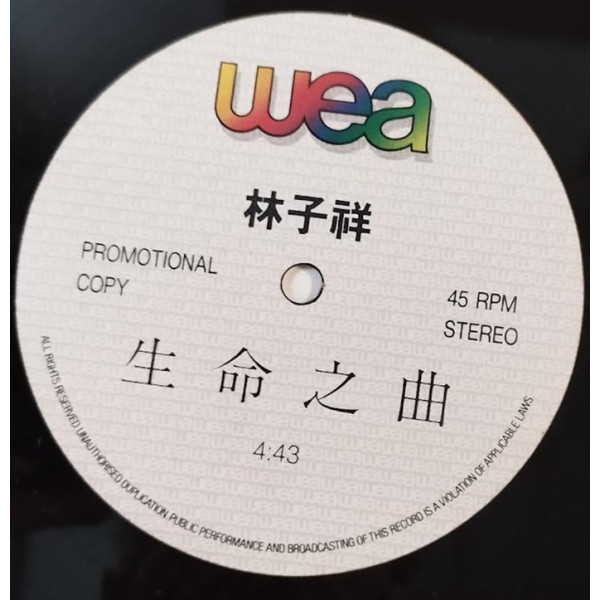 wea
林子祥
PROMOTIONAL
COPY
45 RPM
STEREO
生命之曲
4:43
ALL RIGHTS RESERVED UNAUTHORISED DUPLICATION, PUBLIC PERFORMANCE AND BROADCASTING OF THIS RECORD IS A VIOLATION OF APPLICABLE LAWS